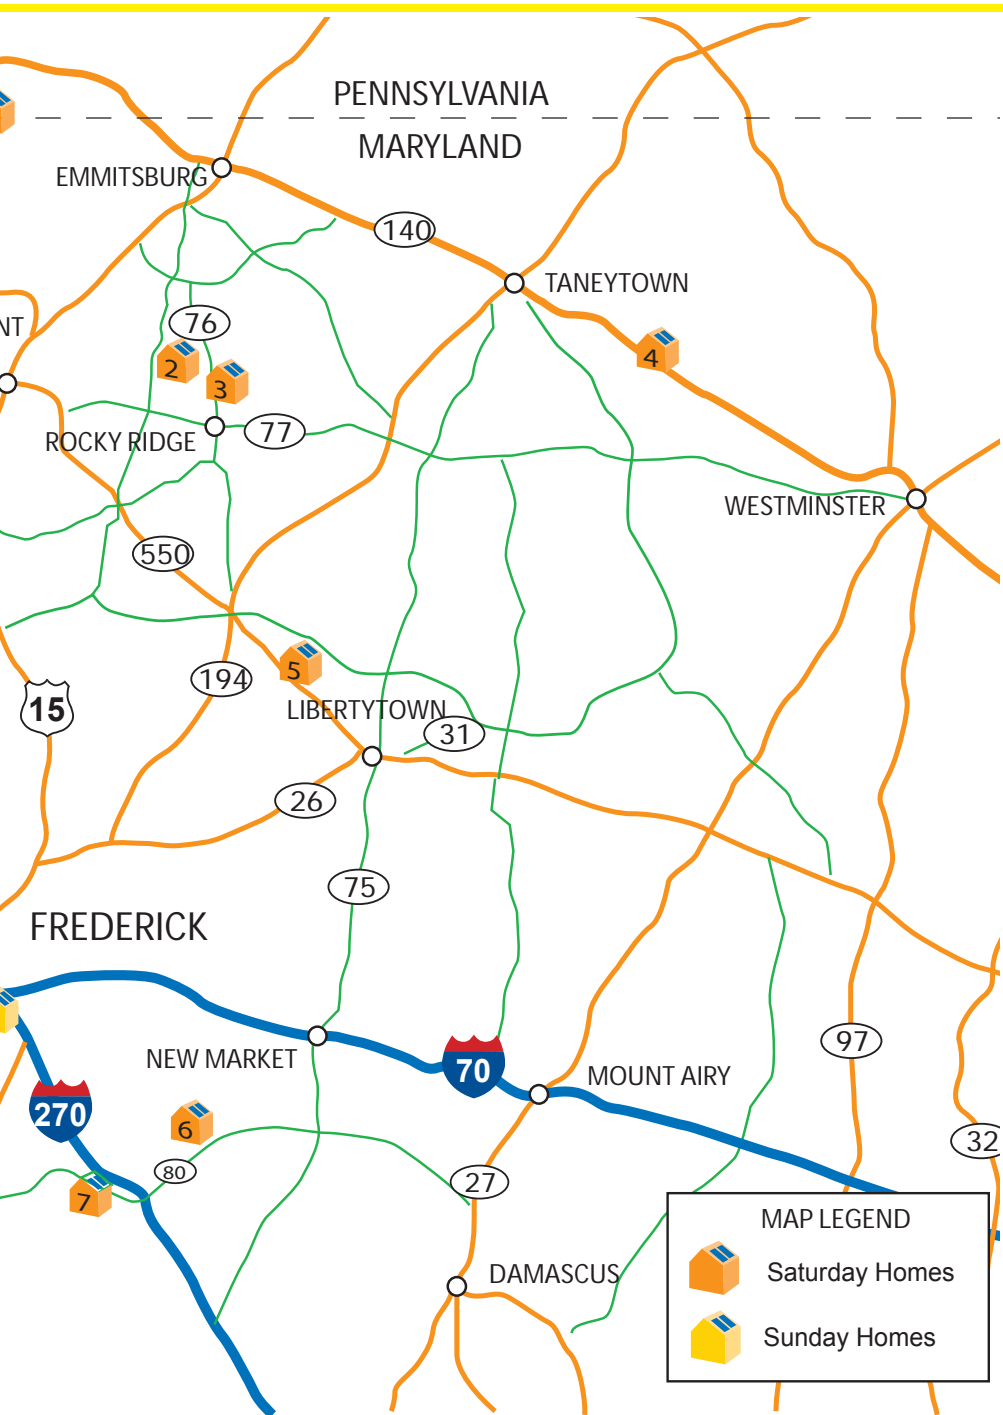 PENNSYLVANIA
MARYLAND
EMMITSBURG
140
TANEYTOWN
76
NT
2
3
4
ROCKY RIDGE
77
WESTMINSTER
550
5
194
15
LIBERTYTOWN
31
26
75
FREDERICK
97
NEW MARKET
70
MOUNT AIRY
270
6
80
32
7
27
MAP LEGEND
DAMASCUS
Saturday Homes
Sunday Homes